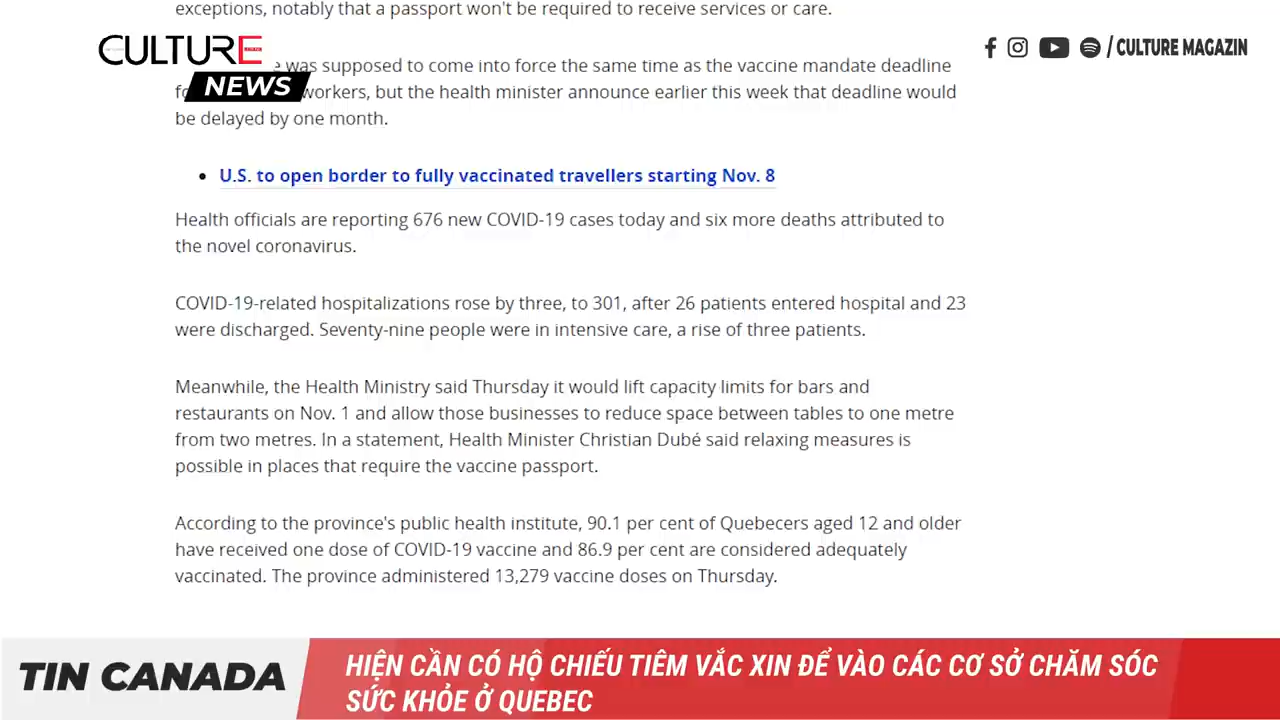 exceptions, notably that a passport won't be required to receive services or care.
CULTURE
/CULTURE MAGAZIN
was supposed to come into force the same time as the vaccine mandate deadline
NEWS
workers, but the health minister announce earlier this week that deadline would
be delayed by one month.
• U.S. to open border to fully vaccinated travellers starting Nov. 8
Health officials are reporting 676 new COVID-19 cases today and six more deaths attributed to
the novel coronavirus.
COVID-19-related hospitalizations rose by three, to 301, after 26 patients entered hospital and 23
were discharged. Seventy-nine people were in intensive care, a rise of three patients.
Meanwhile, the Health Ministry said Thursday it would lift capacity limits for bars and
restaurants on Nov. 1 and allow those businesses to reduce space between tables to one metre
from two metres. In a statement, Health Minister Christian Dubé said relaxing measures is
possible in places that require the vaccine passport.
According to the province's public health institute, 90.1 per cent of Quebecers aged 12 and older
have received one dose of COVID-19 vaccine and 86.9 per cent are considered adequately
vaccinated. The province administered 13,279 vaccine doses on Thursday.
TIN CANADA
HIỆN CẦN CÓ HỘ CHIẾU TIÊM VẮC XIN ĐỂ VÀO CÁC CƠ SỞ CHĂM SÓC
SỨC KHỎE Ở QUEBEC